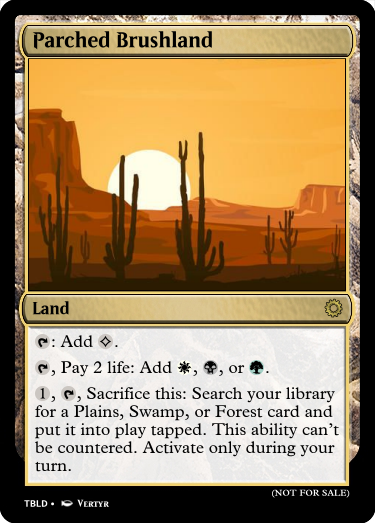 Parched Brushland
Land
: Add .
, Pay 2 life: Add , , or .
1, , Sacrifice this: Search your library
for a Plains, Swamp, or Forest card and
put it into play tapped. This ability can't
be countered. Activate only during your
turn.
(NOT FOR SALE)
TBLD • Vertyr